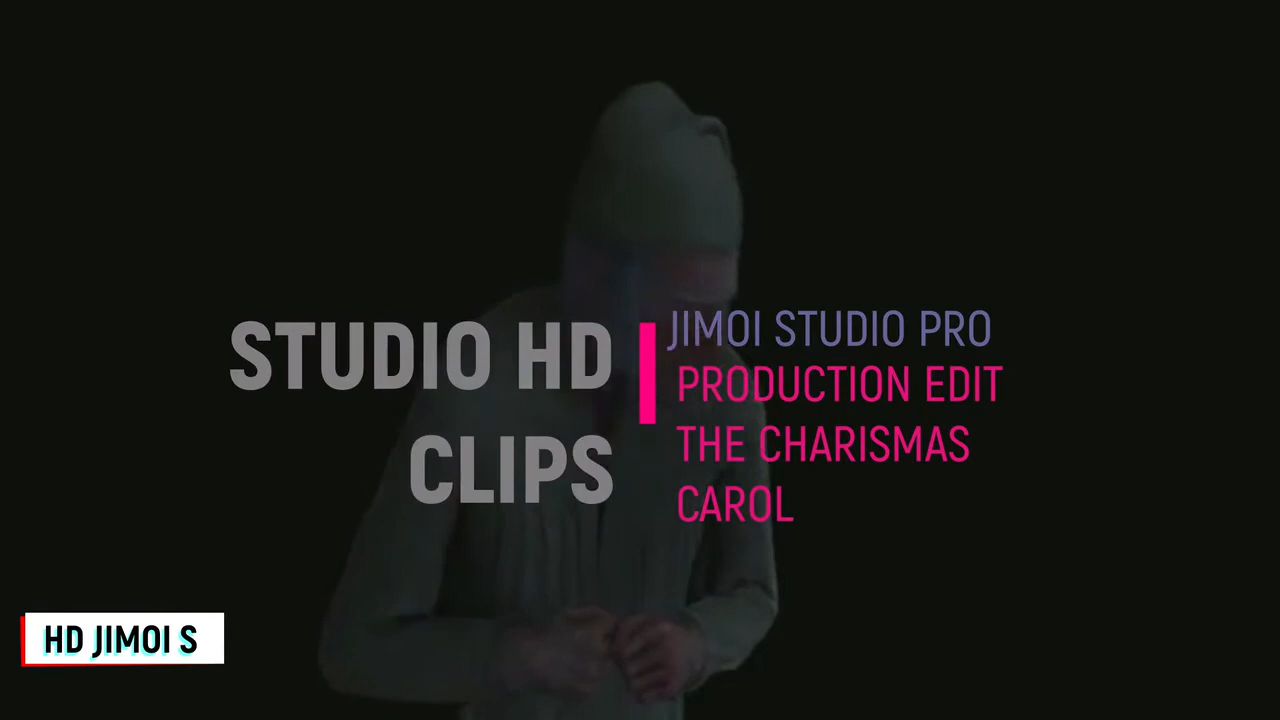 STUDIO HD
CLIPS
JIMOI STUDIO PRO
PRODUCTION EDIT
THE CHARISMAS
CAROL
HD JIMOI S